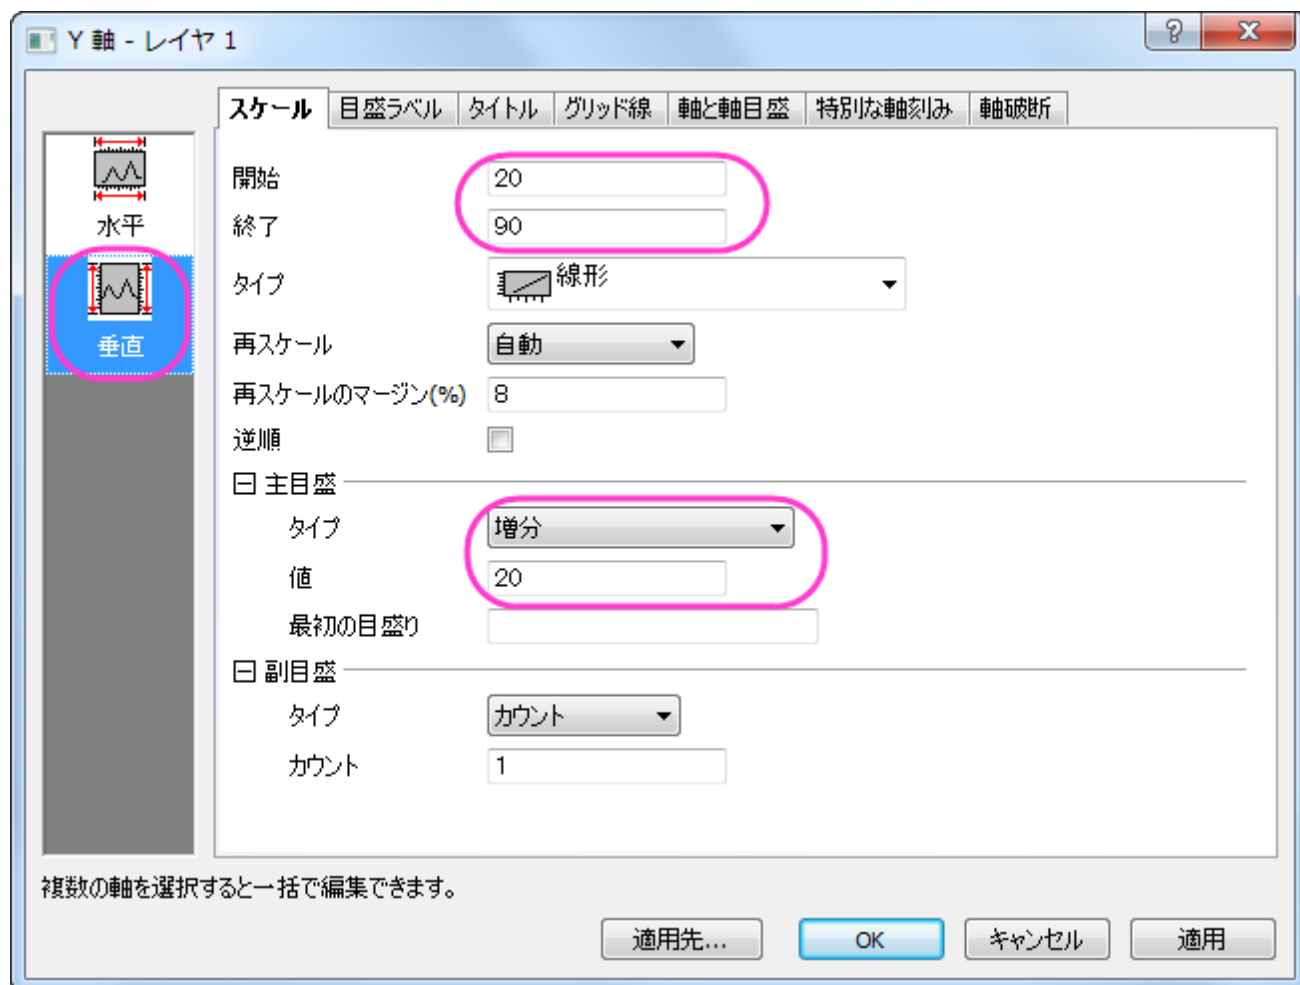 Y 軸 - レイヤ 1
スケール 目盛ラベル タイトル グリッド線 軸と軸目盛 特別な軸刻み 軸破断
水平
垂直
開始 20
終了 90
タイプ 線形
再スケール 自動
再スケールのマージン(%) 8
逆順
主目盛
タイプ 増分
値 20
最初の目盛り
副目盛
タイプ カウント
カウント 1
複数の軸を選択すると一括で編集できます。
適用先... OK キャンセル 適用